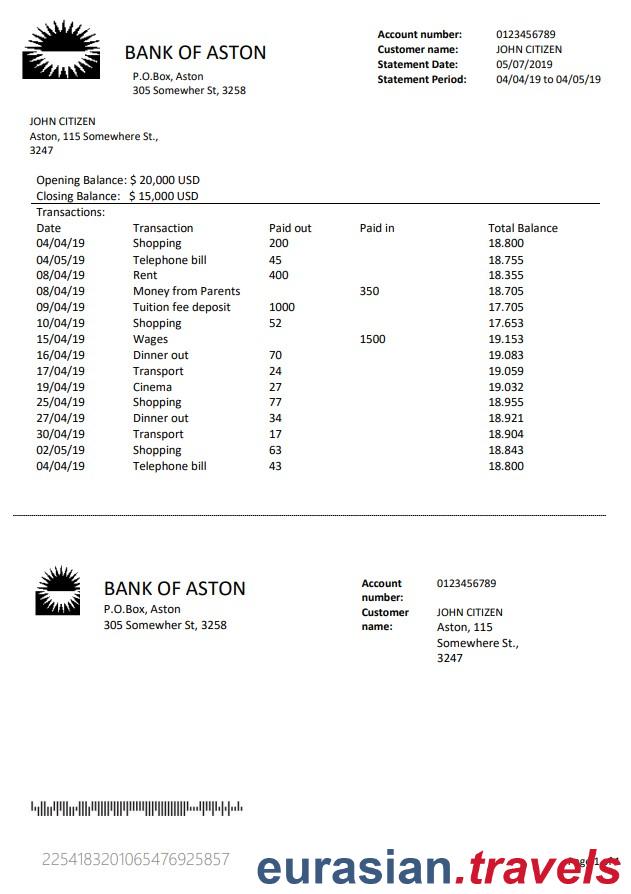 BANK OF ASTON
P.O.Box, Aston
305 Somewher St, 3258
Account number: 0123456789
Customer name: JOHN CITIZEN
Statement Date: 05/07/2019
Statement Period: 04/04/19 to 04/05/19
JOHN CITIZEN
Aston, 115 Somewhere St.,
3247
Opening Balance: $ 20,000 USD
Closing Balance: $ 15,000 USD
Transactions:
Date Transaction Paid out Paid in Total Balance
04/04/19 Shopping 200 18.800
04/05/19 Telephone bill 45 18.755
08/04/19 Rent 400 18.355
08/04/19 Money from Parents 350 18.705
09/04/19 Tuition fee deposit 1000 17.705
10/04/19 Shopping 52 17.653
15/04/19 Wages 1500 19.153
16/04/19 Dinner out 70 19.083
17/04/19 Transport 24 19.059
19/04/19 Cinema 27 19.032
25/04/19 Shopping 77 18.955
27/04/19 Dinner out 34 18.921
30/04/19 Transport 17 18.904
02/05/19 Shopping 63 18.843
04/04/19 Telephone bill 43 18.800
BANK OF ASTON
P.O.Box, Aston
305 Somewher St, 3258
Account number: 0123456789
Customer name: JOHN CITIZEN
Aston, 115
Somewhere St.,
3247
2254183201065476925857
eurasian.travels